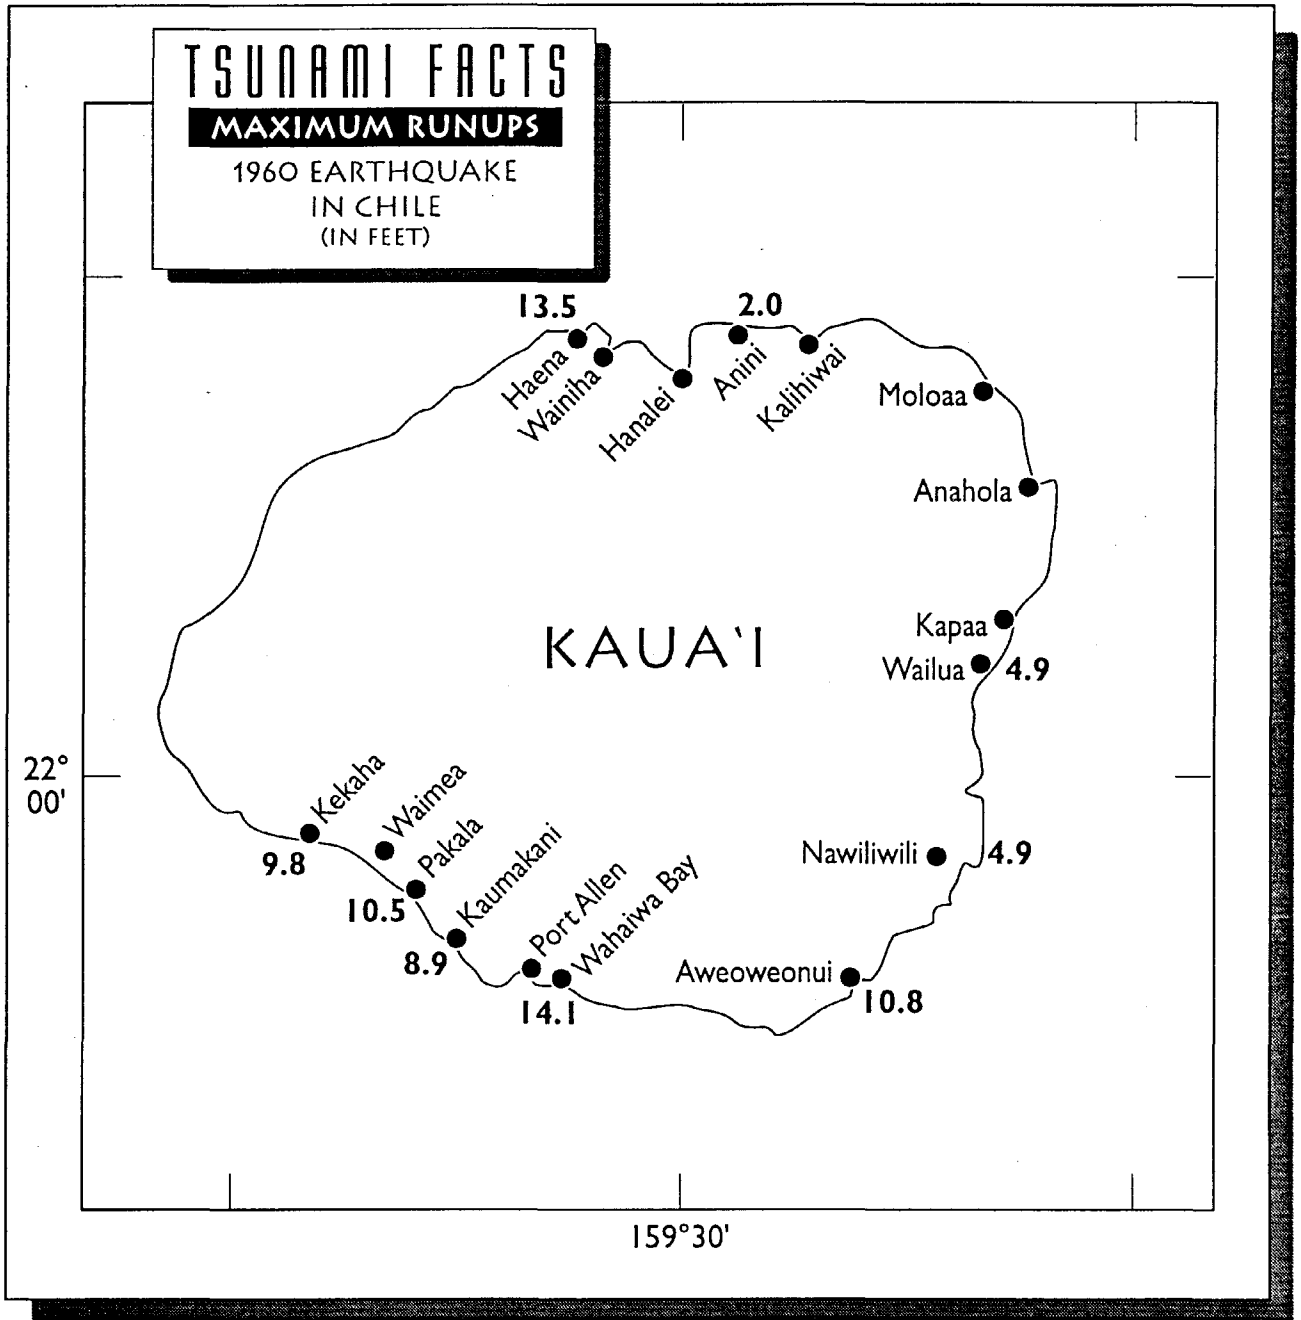 TSUNAMI FACTS
MAXIMUM RUNUPS
1960 EARTHQUAKE
IN CHILE
(IN FEET)
13.5
2.0
Haena
Wainiha
Hanalei
Anini
Kalihiwai
Moloaa
Anahola
Kapaa
Wailua
4.9
KAUA'I
22°
00'
Kekaha
9.8
Waimea
Pakala
10.5
Kaumakani
8.9
Port Allen
Wahaiwa Bay
14.1
Nawiliwili
4.9
Aweoweonui
10.8
159°30'